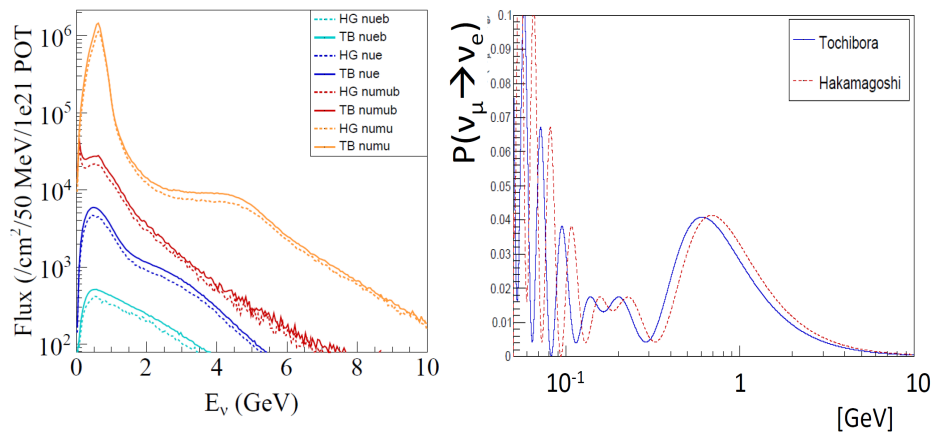 Flux (/cm²/50 MeV/1e21 POT)
10⁶
10⁵
10⁴
10³
10²
HG nueb
TB nueb
HG nue
TB nue
HG numub
TB numub
HG numu
TB numu
0 2 4 6 8 10
Eν (GeV)
P(νμ→νe)
0.1
0.09
0.08
0.07
0.06
0.05
0.04
0.03
0.02
0.01
0
Tochibora
Hakamagoshi
10⁻¹ 1 10
[GeV]